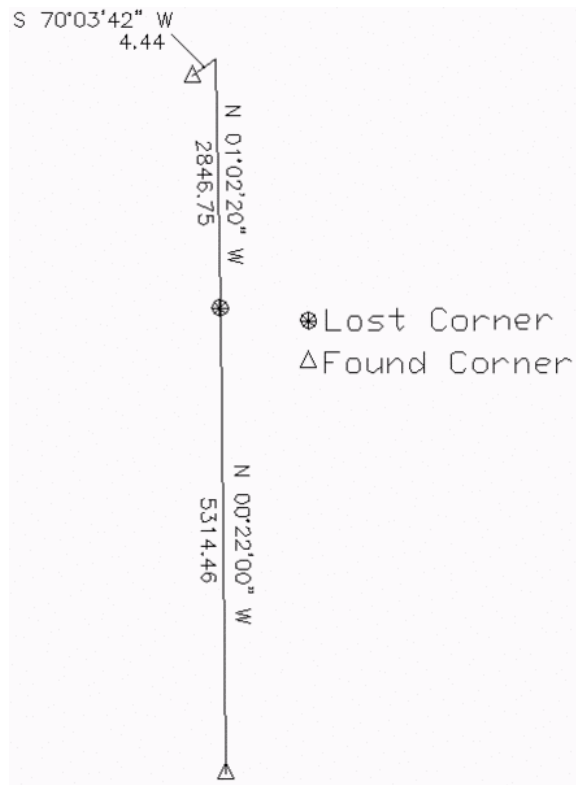 S 70°03'42" W
4.44
N 01°02'20" W
2846.75
Lost Corner
Found Corner
N 00°22'00" W
5314.46